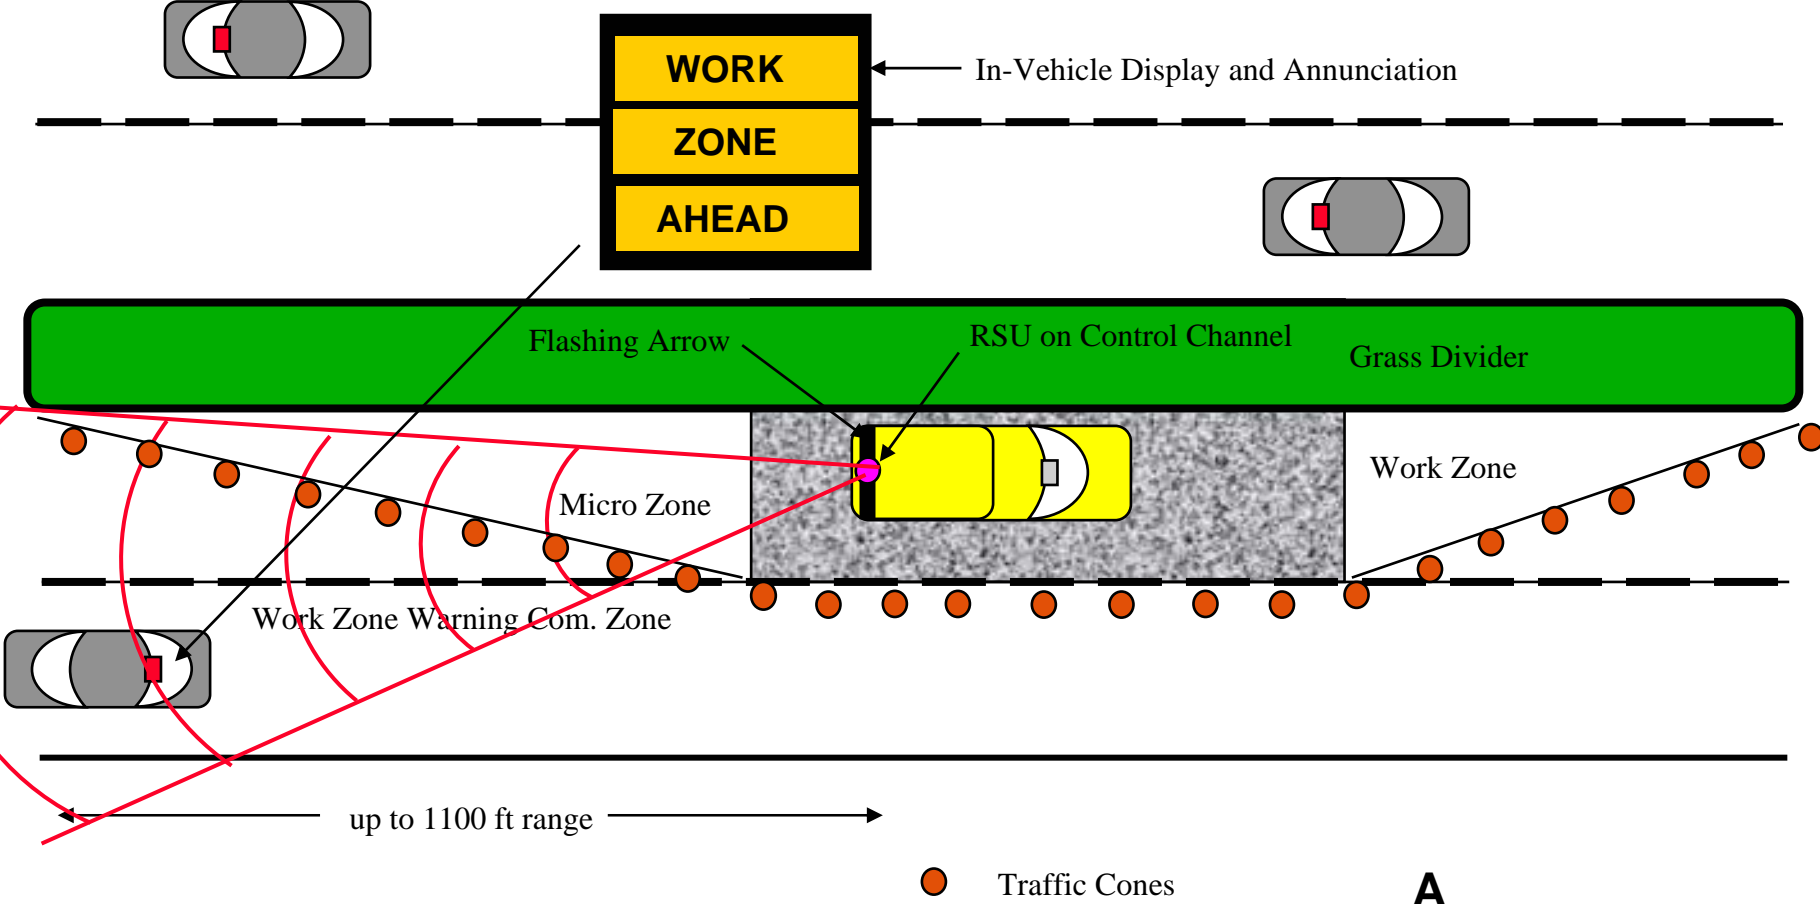 WORK
In-Vehicle Display and Annunciation
ZONE
AHEAD
Flashing Arrow
RSU on Control Channel
Grass Divider
Work Zone
Micro Zone
Work Zone Warning Com. Zone
up to 1100 ft range
Traffic Cones
A